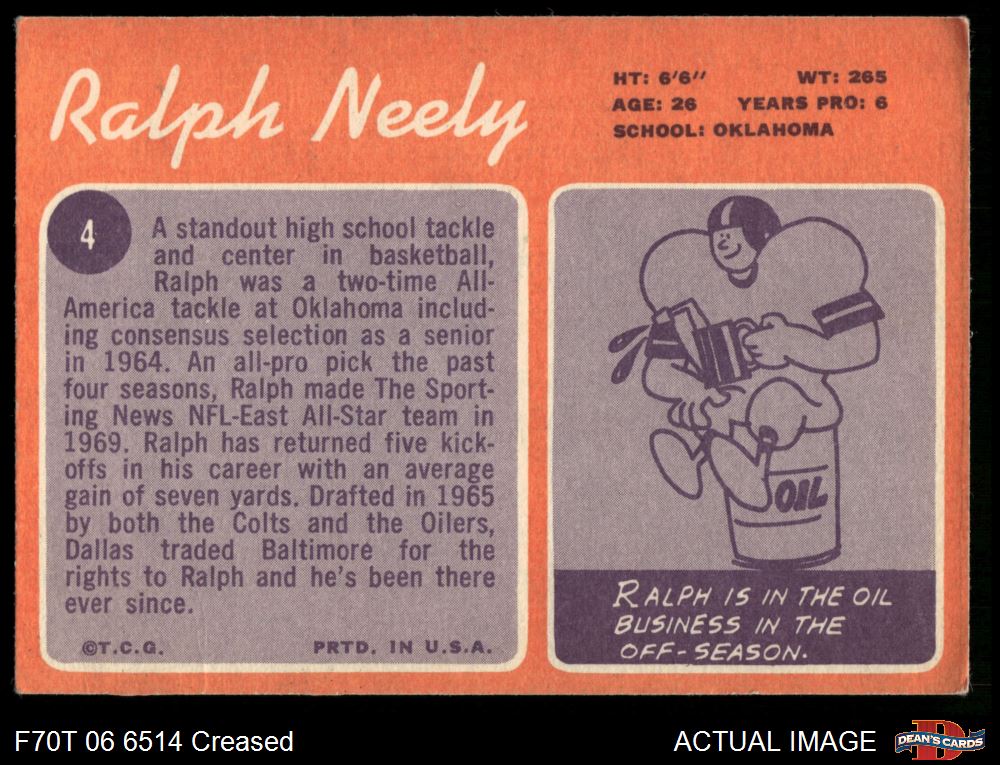 Ralph Neely
HT: 6'6" WT: 265
AGE: 26 YEARS PRO: 6
SCHOOL: OKLAHOMA
4
A standout high school tackle
and center in basketball,
Ralph was a two-time All-
America tackle at Oklahoma includ-
ing consensus selection as a senior
in 1964. An all-pro pick the past
four seasons, Ralph made The Sport-
ing News NFL-East All-Star team in
1969. Ralph has returned five kick-
offs in his career with an average
gain of seven yards. Drafted in 1965
by both the Colts and the Oilers,
Dallas traded Baltimore for the
rights to Ralph and he's been there
ever since.
©T.C.G. PRTD. IN U.S.A.
OIL
RALPH IS IN THE OIL
BUSINESS IN THE
OFF-SEASON.
F70T 06 6514 Creased
ACTUAL IMAGE
DEAN'S CARDS